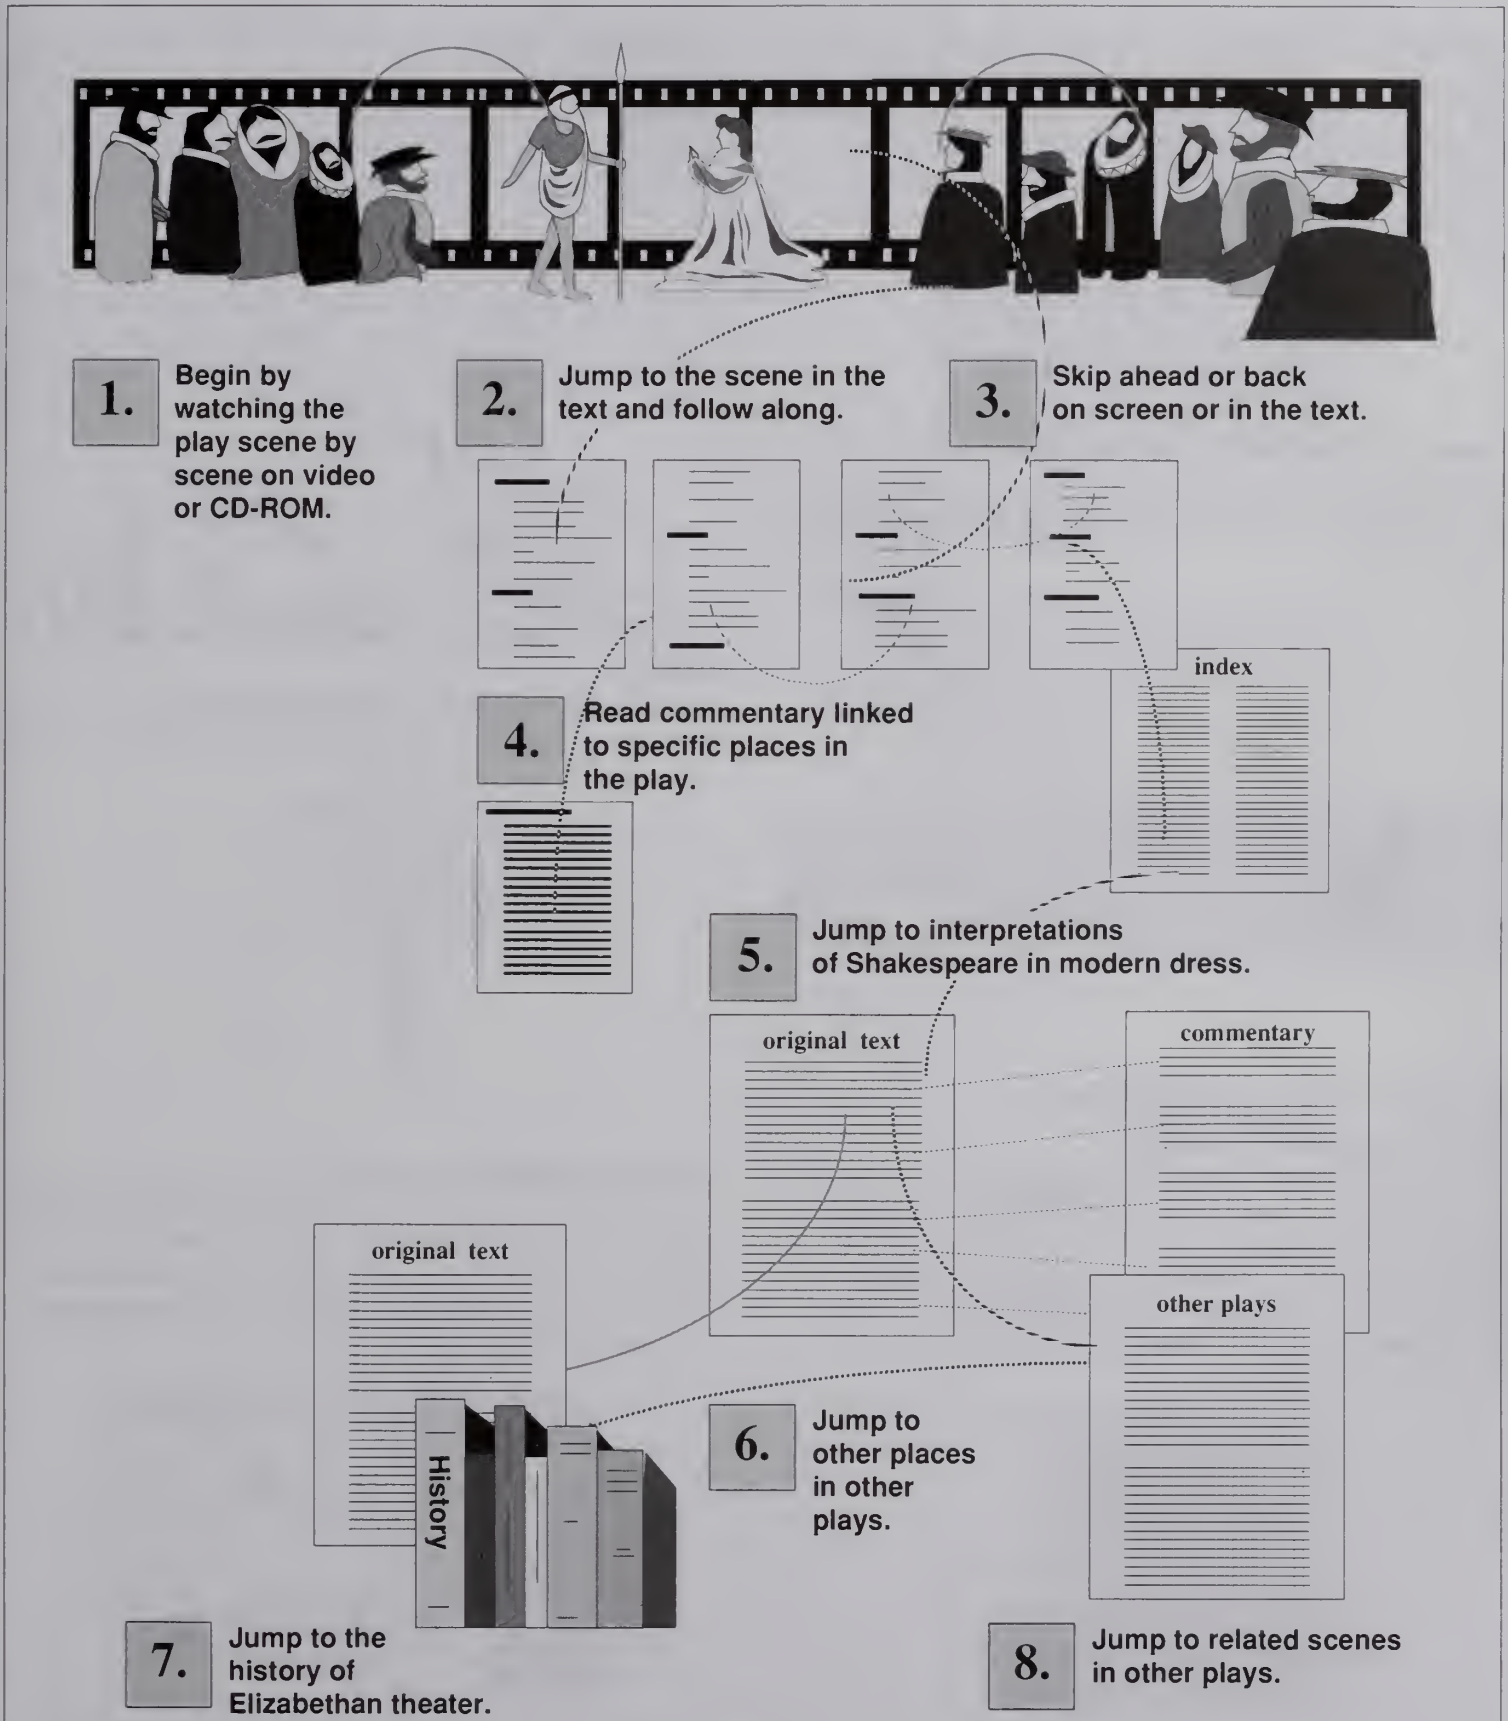 1.
Begin by
watching the
play scene by
scene on video
or CD-ROM.
2.
Jump to the scene in the
text and follow along.
3.
Skip ahead or back
on screen or in the text.
4.
Read commentary linked
to specific places in
the play.
index
5.
Jump to interpretations
of Shakespeare in modern dress.
original text
commentary
original text
other plays
History
6.
Jump to
other places
in other
plays.
7.
Jump to the
history of
Elizabethan theater.
8.
Jump to related scenes
in other plays.